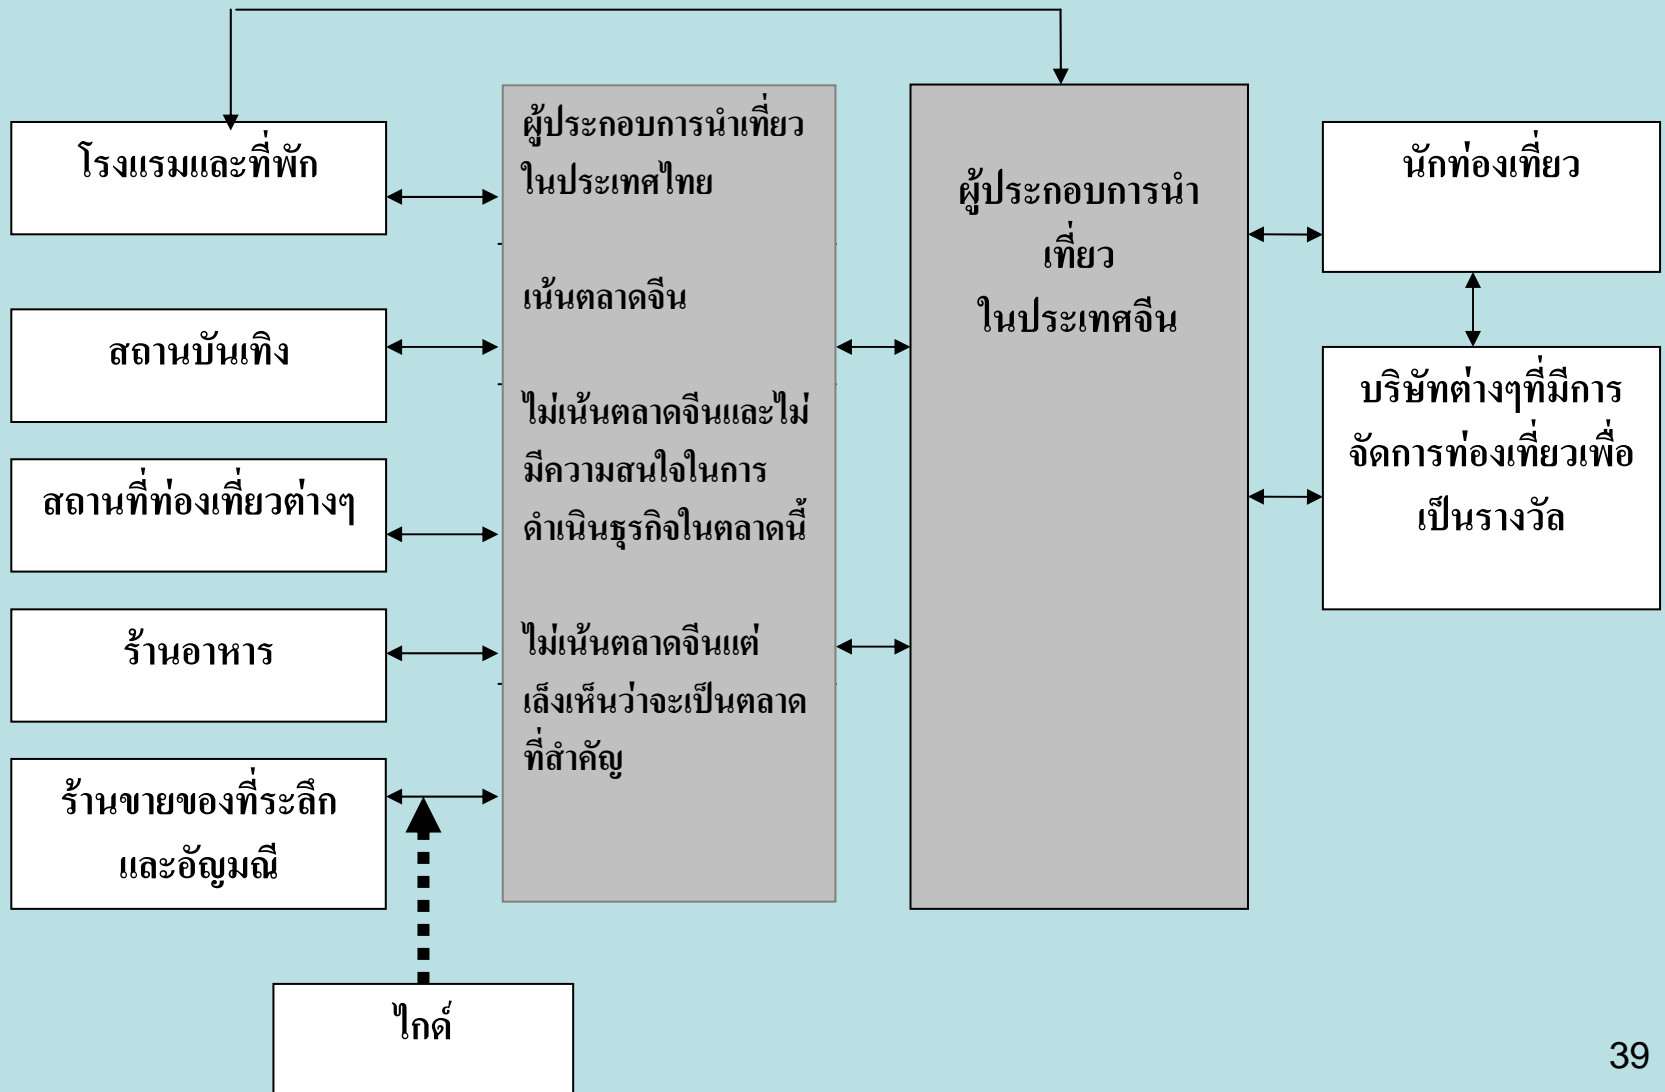 โรงแรมและที่พัก
สถานบันเทิง
สถานที่ท่องเที่ยวต่างๆ
ร้านอาหาร
ร้านขายของที่ระลึก
และอัญมณี
ไกด์
ผู้ประกอบการนำเที่ยว
ในประเทศไทย
เน้นตลาดจีน
ไม่เน้นตลาดจีนและไม่
มีความสนใจในการ
ดำเนินธุรกิจในตลาดนี้
ไม่เน้นตลาดจีนแต่
เล็งเห็นว่าจะเป็นตลาด
ที่สำคัญ
ผู้ประกอบการนำ
เที่ยว
ในประเทศจีน
นักท่องเที่ยว
บริษัทต่างๆที่มีการ
จัดการท่องเที่ยวเพื่อ
เป็นรางวัล
39